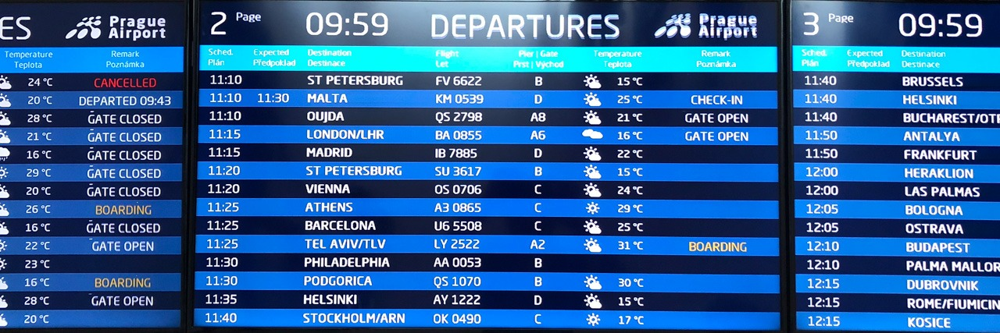 ES Prague Airport
Temperature Remark
Teplota Poznámka
24 °C CANCELLED
20 °C DEPARTED 09:43
28 °C GATE CLOSED
21 °C GATE CLOSED
16 °C GATE CLOSED
29 °C GATE CLOSED
20 °C GATE CLOSED
26 °C BOARDING
16 °C GATE CLOSED
22 °C GATE OPEN
23 °C
16 °C BOARDING
28 °C GATE OPEN
20 °C
2 Page 09:59 DEPARTURES Prague Airport
Sched. Expected Destination Flight Pier | Gate Temperature Remark
Plán Předpoklad Destinace Let Prst | Východ Teplota Poznámka
11:10 ST PETERSBURG FV 6622 B 15 °C
11:10 11:30 MALTA KM 0539 D 25 °C CHECK-IN
11:10 OUJDA QS 2798 A8 21 °C GATE OPEN
11:15 LONDON/LHR BA 0855 A6 16 °C GATE OPEN
11:15 MADRID IB 7885 D 22 °C
11:20 ST PETERSBURG SU 3617 B 15 °C
11:20 VIENNA OS 0706 C 24 °C
11:25 ATHENS A3 0865 C 29 °C
11:25 BARCELONA U6 5508 C 25 °C
11:25 TEL AVIV/TLV LY 2522 A2 31 °C BOARDING
11:30 PHILADELPHIA AA 0053 B
11:30 PODGORICA QS 1070 B 30 °C
11:35 HELSINKI AY 1222 D 15 °C
11:40 STOCKHOLM/ARN OK 0490 C 17 °C
3 Page 09:59
Sched. Expected Destination
Plán Předpoklad Destinace
11:40 BRUSSELS
11:40 HELSINKI
11:40 BUCHAREST/OT
11:50 ANTALYA
11:50 FRANKFURT
12:00 HERAKLION
12:00 LAS PALMAS
12:05 BOLOGNA
12:05 OSTRAVA
12:10 BUDAPEST
12:10 PALMA MALLOR
12:15 DUBROVNIK
12:15 ROME/FIUMICIN
12:15 KOSICE